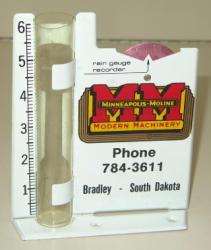 6
rain gauge
recorder
5
MM
MINNEAPOLIS-MOLINE
4
MODERN MACHINERY
Phone
3
784-3611
2
Bradley - South Dakota
1